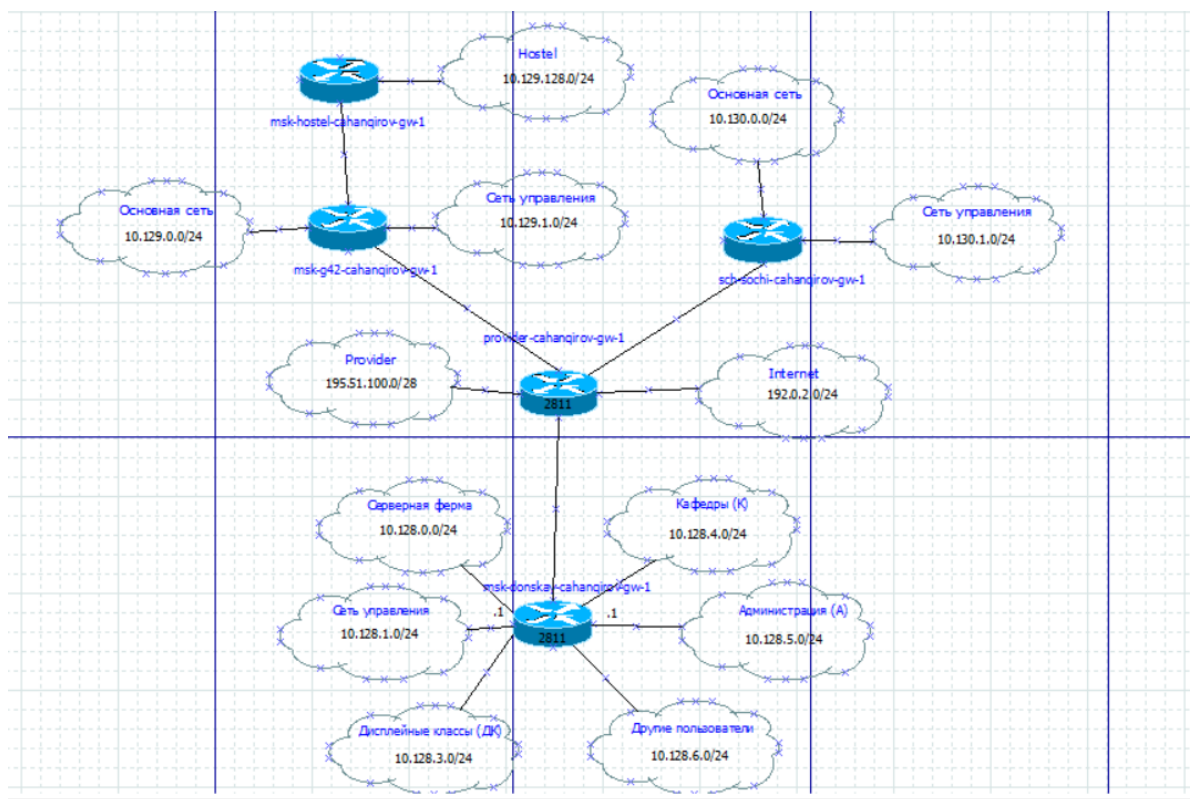 Hostel
10.129.128.0/24
msk-hostel-cahanqirov-gw-1
Основная сеть
10.130.0.0/24
Основная сеть
10.129.0.0/24
msk-g42-cahanqirov-gw-1
Сеть управления
10.129.1.0/24
sch-sochi-cahanqirov-gw-1
Сеть управления
10.130.1.0/24
provider-cahanqirov-gw-1
Provider
195.51.100.0/28
2811
Internet
192.0.2.0/24
Серверная ферма
10.128.0.0/24
Кафедры (К)
10.128.4.0/24
msk-donskay-cahanqirov-gw-1
Сеть управления
10.128.1.0/24
.1
2811
.1
Администрация (А)
10.128.5.0/24
Дисплейные классы (ДК)
10.128.3.0/24
Другие пользователи
10.128.6.0/24